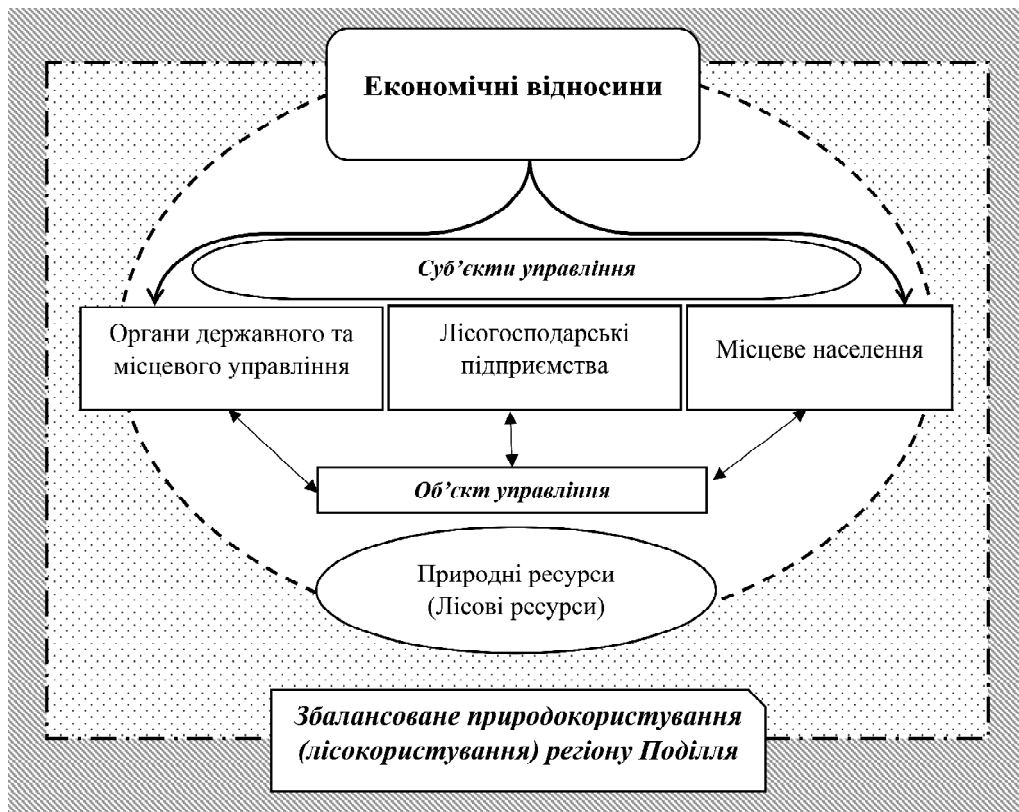 Економічні відносини
Суб’єкти управління
Органи державного та
місцевого управління
Лісогосподарські
підприємства
Місцеве населення
Об’єкт управління
Природні ресурси
(Лісові ресурси)
Збалансоване природокористування
(лісокористування) регіону Поділля